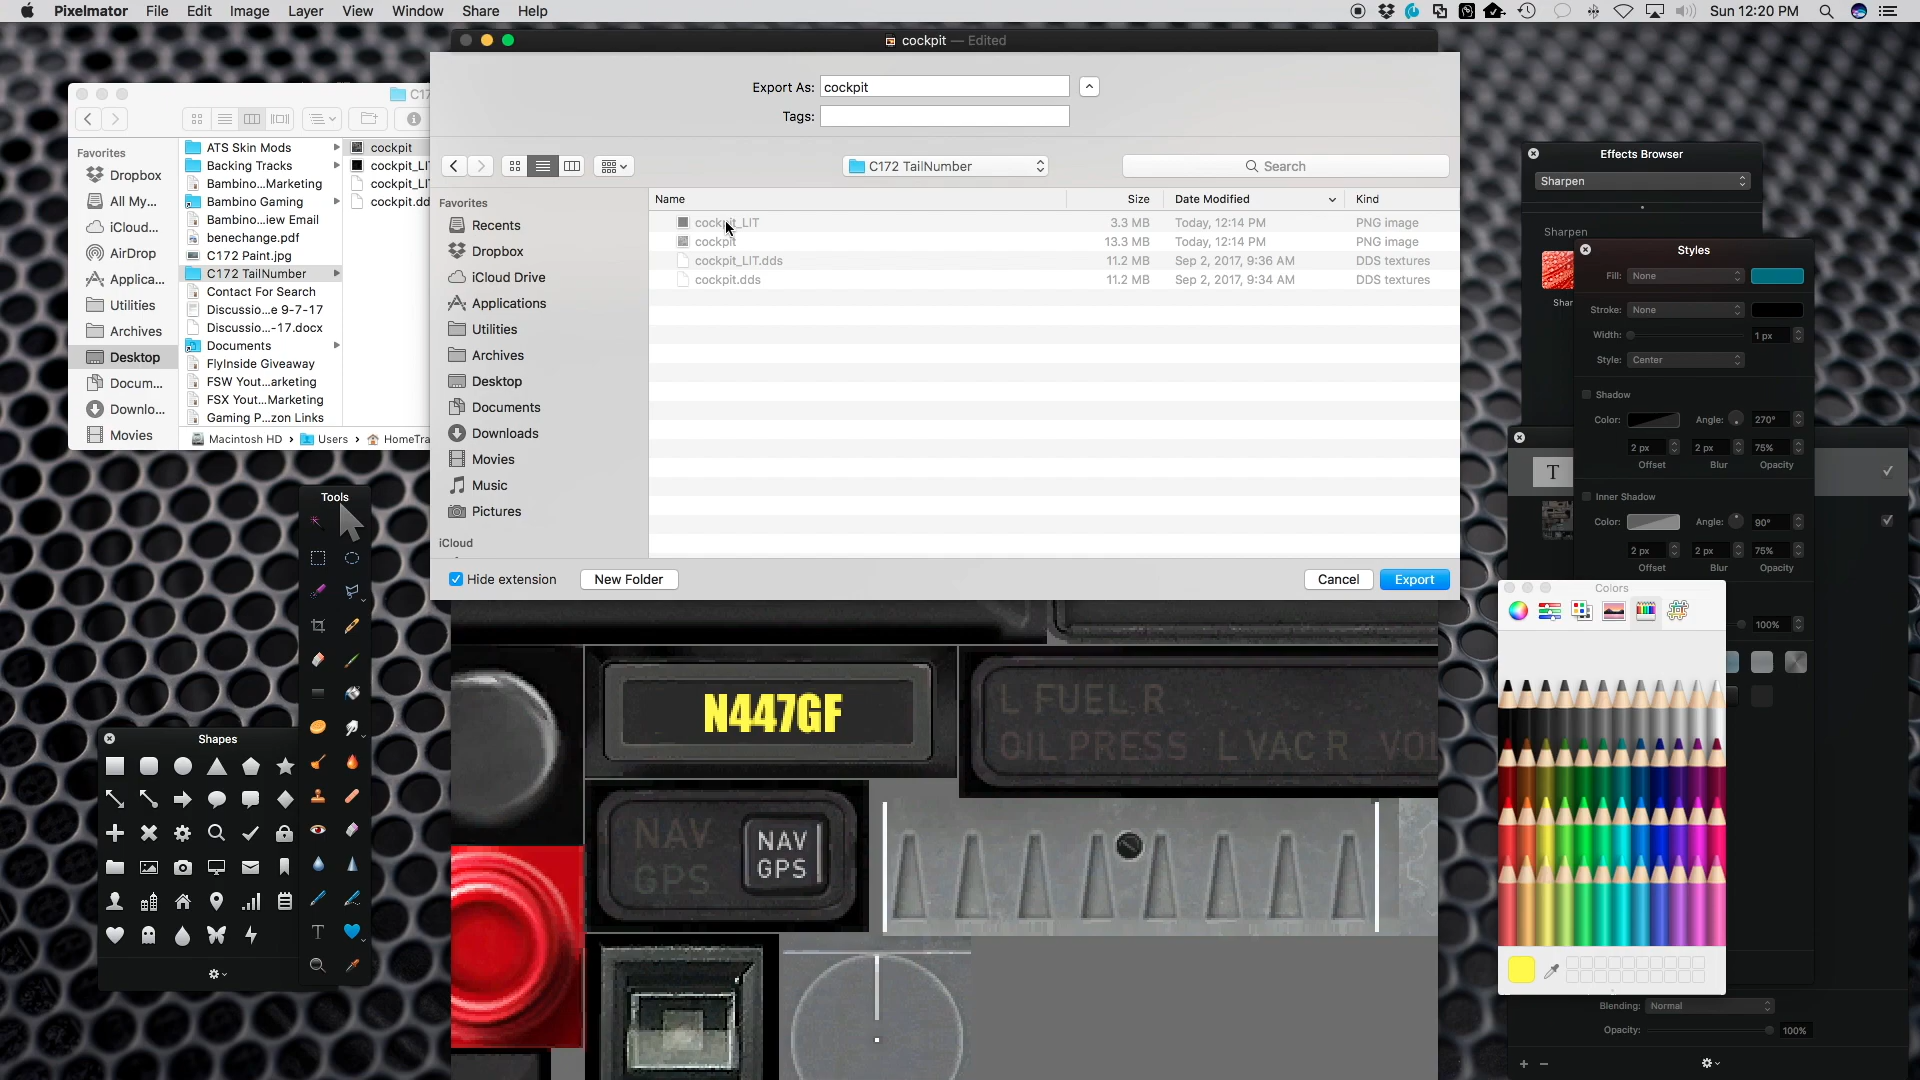 Pixelmator File Edit Image Layer View Window Share Help Sun 12:20 PM
cockpit — Edited
Export As: cockpit
Tags:
C172 TailNumber
Search
Favorites
Recents
Dropbox
iCloud Drive
Applications
Utilities
Archives
Desktop
Documents
Downloads
Movies
Music
Pictures
iCloud
Name Size Date Modified Kind
cockpit_LIT 3.3 MB Today, 12:14 PM PNG image
cockpit 13.3 MB Today, 12:14 PM PNG image
cockpit_LIT.dds 11.2 MB Sep 2, 2017, 9:36 AM DDS textures
cockpit.dds 11.2 MB Sep 2, 2017, 9:34 AM DDS textures
Hide extension
New Folder
Cancel
Export
Favorites
Dropbox
All My...
iCloud...
AirDrop
Applica...
Utilities
Archives
Desktop
Docum...
Downlo...
Movies
ATS Skin Mods
Backing Tracks
Bambino...Marketing
Bambino Gaming
Bambino...iew Email
benechange.pdf
C172 Paint.jpg
C172 TailNumber
Contact For Search
Discussio...e 9-7-17
Discussio...-17.docx
Documents
FlyInside Giveaway
FSW Yout...arketing
FSX Yout...Marketing
Gaming P...zon Links
cockpit
cockpit_LI
cockpit_LIT
cockpit.dd
Macintosh HD › Users › HomeTra
Tools
Shapes
N447GF
L FUEL R
OIL PRESS L VAC R VO
NAV
GPS
NAV
GPS
Effects Browser
Sharpen
Sharpen
Shar
Styles
Fill: None
Stroke: None
Width: 1 px
Style: Center
Shadow
Color: Angle: 270°
2 px 2 px 75%
Offset Blur Opacity
Inner Shadow
Color: Angle: 90°
2 px 2 px 75%
Offset Blur Opacity
T
Colors
100%
Blending: Normal
Opacity: 100%